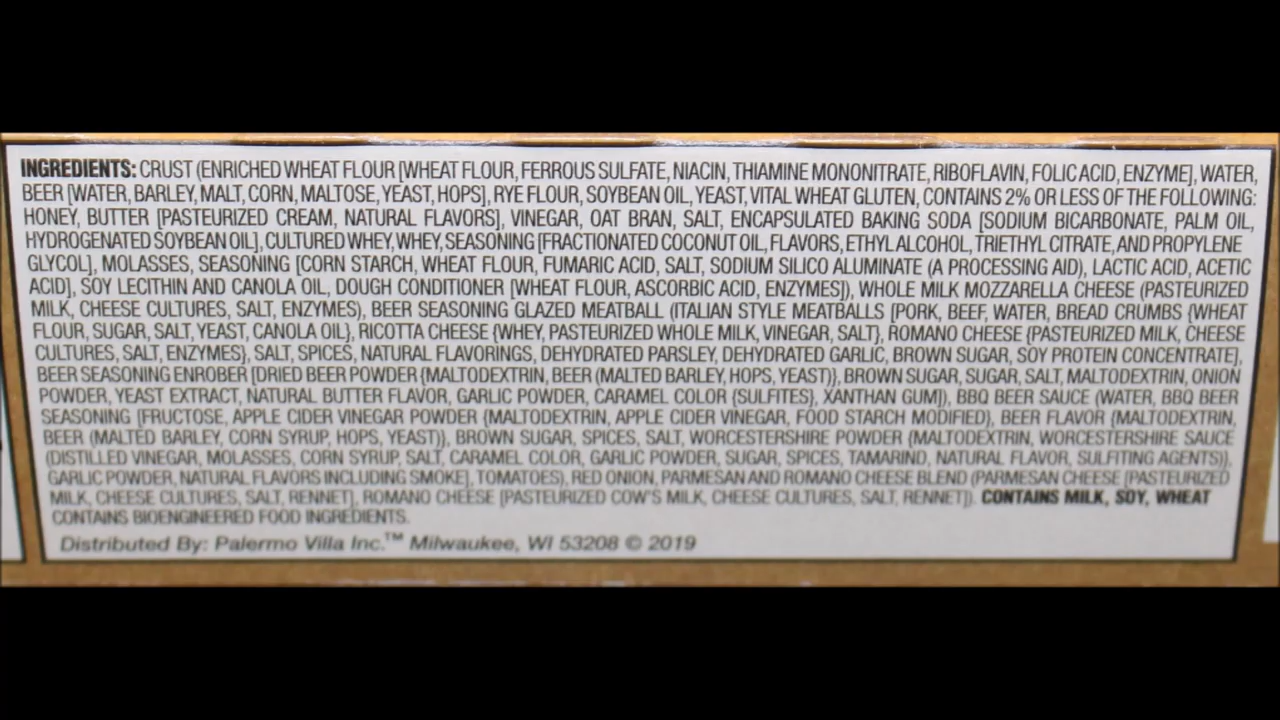 INGREDIENTS: CRUST (ENRICHED WHEAT FLOUR [WHEAT FLOUR, FERROUS SULFATE, NIACIN, THIAMINE MONONITRATE, RIBOFLAVIN, FOLIC ACID, ENZYME], WATER,
BEER [WATER, BARLEY, MALT, CORN, MALTOSE, YEAST, HOPS], RYE FLOUR, SOYBEAN OIL, YEAST, VITAL WHEAT GLUTEN, CONTAINS 2% OR LESS OF THE FOLLOWING:
HONEY, BUTTER [PASTEURIZED CREAM, NATURAL FLAVORS], VINEGAR, OAT BRAN, SALT, ENCAPSULATED BAKING SODA [SODIUM BICARBONATE, PALM OIL,
HYDROGENATED SOYBEAN OIL], CULTURED WHEY, WHEY, SEASONING [FRACTIONATED COCONUT OIL, FLAVORS, ETHYL ALCOHOL, TRIETHYL CITRATE, AND PROPYLENE
GLYCOL], MOLASSES, SEASONING [CORN STARCH, WHEAT FLOUR, FUMARIC ACID, SALT, SODIUM SILICO ALUMINATE (A PROCESSING AID), LACTIC ACID, ACETIC
ACID], SOY LECITHIN AND CANOLA OIL, DOUGH CONDITIONER [WHEAT FLOUR, ASCORBIC ACID, ENZYMES]), WHOLE MILK MOZZARELLA CHEESE (PASTEURIZED
MILK, CHEESE CULTURES, SALT, ENZYMES), BEER SEASONING GLAZED MEATBALL (ITALIAN STYLE MEATBALLS [PORK, BEEF, WATER, BREAD CRUMBS {WHEAT
FLOUR, SUGAR, SALT, YEAST, CANOLA OIL}, RICOTTA CHEESE {WHEY, PASTEURIZED WHOLE MILK, VINEGAR, SALT}, ROMANO CHEESE {PASTEURIZED MILK, CHEESE
CULTURES, SALT, ENZYMES}, SALT, SPICES, NATURAL FLAVORINGS, DEHYDRATED PARSLEY, DEHYDRATED GARLIC, BROWN SUGAR, SOY PROTEIN CONCENTRATE],
BEER SEASONING ENROBER [DRIED BEER POWDER {MALTODEXTRIN, BEER (MALTED BARLEY, HOPS, YEAST)}, BROWN SUGAR, SUGAR, SALT, MALTODEXTRIN, ONION
POWDER, YEAST EXTRACT, NATURAL BUTTER FLAVOR, GARLIC POWDER, CARAMEL COLOR {SULFITES}, XANTHAN GUM]), BBQ BEER SAUCE (WATER, BBQ BEER
SEASONING [FRUCTOSE, APPLE CIDER VINEGAR POWDER {MALTODEXTRIN, APPLE CIDER VINEGAR, FOOD STARCH MODIFIED}, BEER FLAVOR {MALTODEXTRIN,
BEER (MALTED BARLEY, CORN SYRUP, HOPS, YEAST)}, BROWN SUGAR, SPICES, SALT, WORCESTERSHIRE POWDER {MALTODEXTRIN, WORCESTERSHIRE SAUCE
(DISTILLED VINEGAR, MOLASSES, CORN SYRUP, SALT, CARAMEL COLOR, GARLIC POWDER, SUGAR, SPICES, TAMARIND, NATURAL FLAVOR, SULFITING AGENTS)},
GARLIC POWDER, NATURAL FLAVORS INCLUDING SMOKE], TOMATOES), RED ONION, PARMESAN AND ROMANO CHEESE BLEND (PARMESAN CHEESE [PASTEURIZED
MILK, CHEESE CULTURES, SALT, RENNET], ROMANO CHEESE [PASTEURIZED COW'S MILK, CHEESE CULTURES, SALT, RENNET]). CONTAINS MILK, SOY, WHEAT
CONTAINS BIOENGINEERED FOOD INGREDIENTS.
Distributed By: Palermo Villa Inc.™ Milwaukee, WI 53208 © 2019